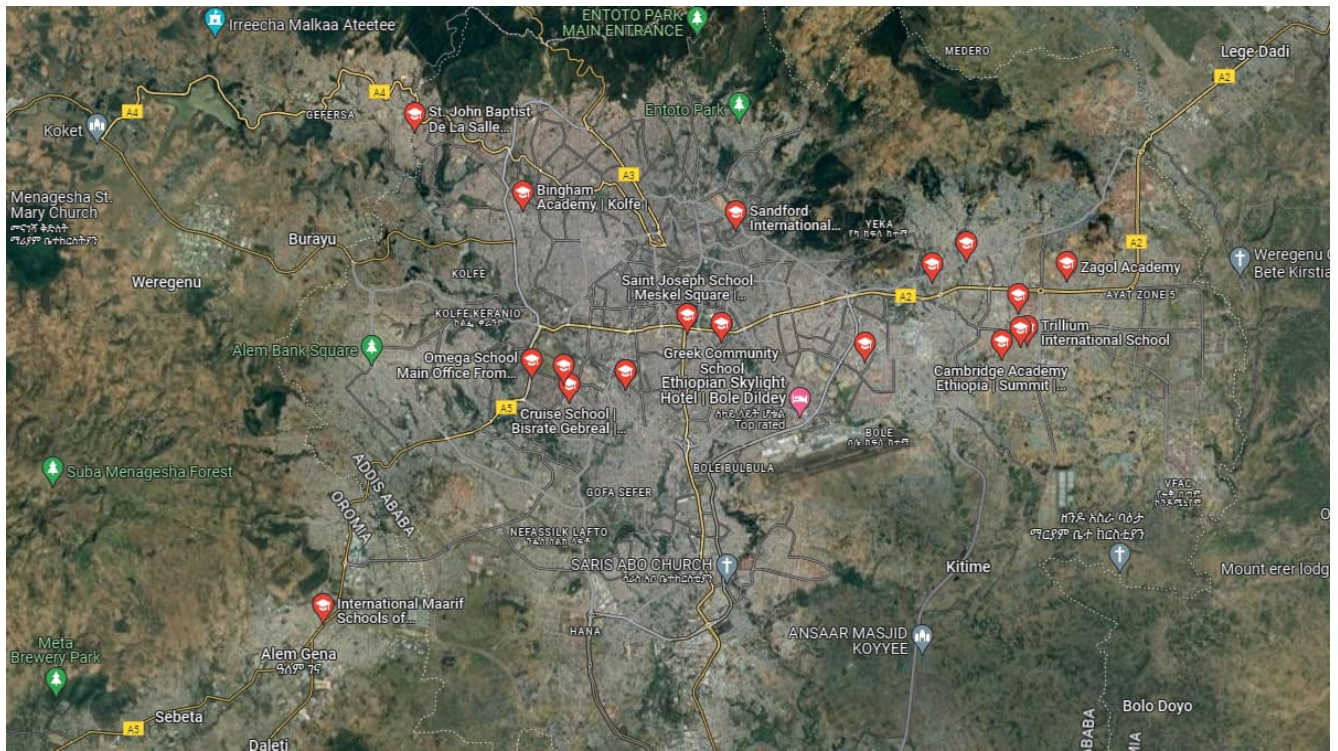 Irreecha Malkaa Ateetee
ENTOTO PARK
MAIN ENTRANCE
MEDERO
Lege Dadi
A2
A4
A4
GEFERSA
Koket
St. John Baptist
De La Salle...
Entoto Park
A3
Menagesha St.
Mary Church
Bingham
Academy | Kolfe |
Sandford
International...
YEKA
Burayu
A2
Weregenu
Weregenu
Bete Kirstia
KOLFE
Saint Joseph School
| Meskel Square |...
Zagol Academy
A2
AYAT ZONE 5
KOLFE KERANIO
Alem Bank Square
Omega School
Main Office From...
Greek Community
School
Trillium
International School
Cambridge Academy
Ethiopia | Summit |...
Ethiopian Skylight
Hotel | Bole Dildey
Top rated
A5
Cruise School |
Bisrate Gebreal |...
BOLE
BOLE BULBULA
Suba Menagesha Forest
ADDIS ABABA
OROMIA
GOFA SEFER
VFAC
NEFASSILK LAFTO
SARIS ABO CHURCH
Kitime
Mount erer lodg
International Maarif
Schools of...
HANA
ANSAAR MASJID
KOYYEE
Meta
Brewery Park
Alem Gena
ዓለም ገና
Sebeta
A5
Daleti
Bolo Doyo
ABABA
MIA